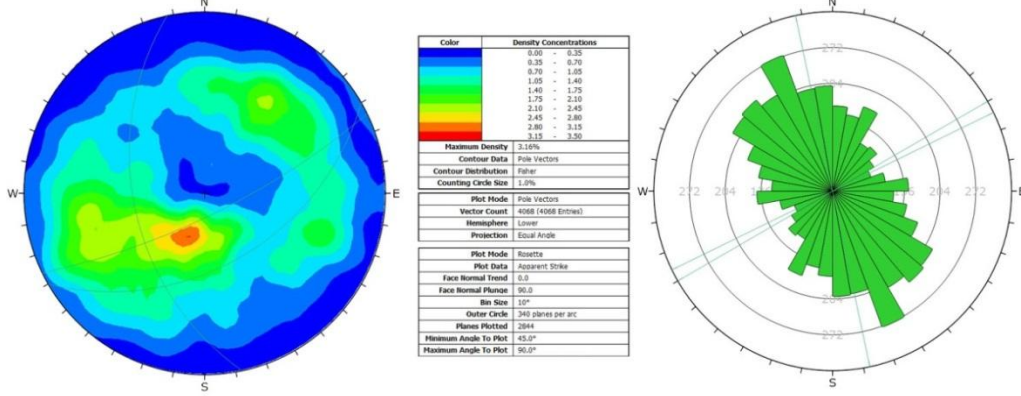 N
W
E
S
Color Density Concentrations
0.00 - 0.35
0.35 - 0.70
0.70 - 1.05
1.05 - 1.40
1.40 - 1.75
1.75 - 2.10
2.10 - 2.45
2.45 - 2.80
2.80 - 3.15
3.15 - 3.50
Maximum Density 3.16%
Contour Data Pole Vectors
Contour Distribution Fisher
Counting Circle Size 1.0%
Plot Mode Pole Vectors
Vector Count 4068 (4068 Entries)
Hemisphere Lower
Projection Equal Angle
Plot Mode Rosette
Plot Data Apparent Strike
Face Normal Trend 0.0
Face Normal Plunge 90.0
Bin Size 10°
Outer Circle 340 planes per arc
Planes Plotted 2844
Minimum Angle To Plot 45.0°
Maximum Angle To Plot 90.0°
N
272
204
W 272 204 204 272 E
204
272
S